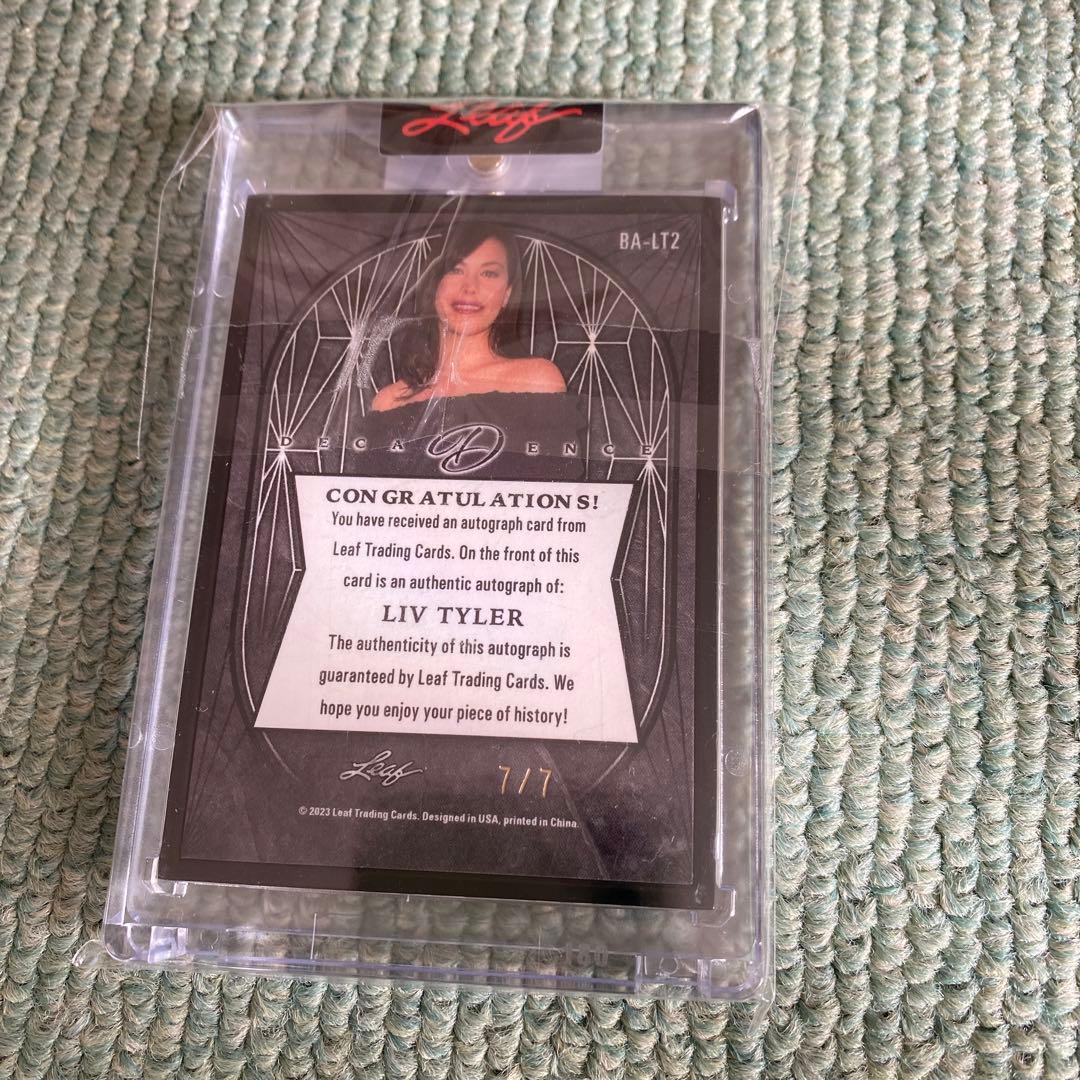 Leaf
BA-LT2
DECADENCE
CONGRATULATIONS!
You have received an autograph card from
Leaf Trading Cards. On the front of this
card is an authentic autograph of:
LIV TYLER
The authenticity of this autograph is
guaranteed by Leaf Trading Cards. We
hope you enjoy your piece of history!
Leaf
7/7
© 2023 Leaf Trading Cards. Designed in USA, printed in China.